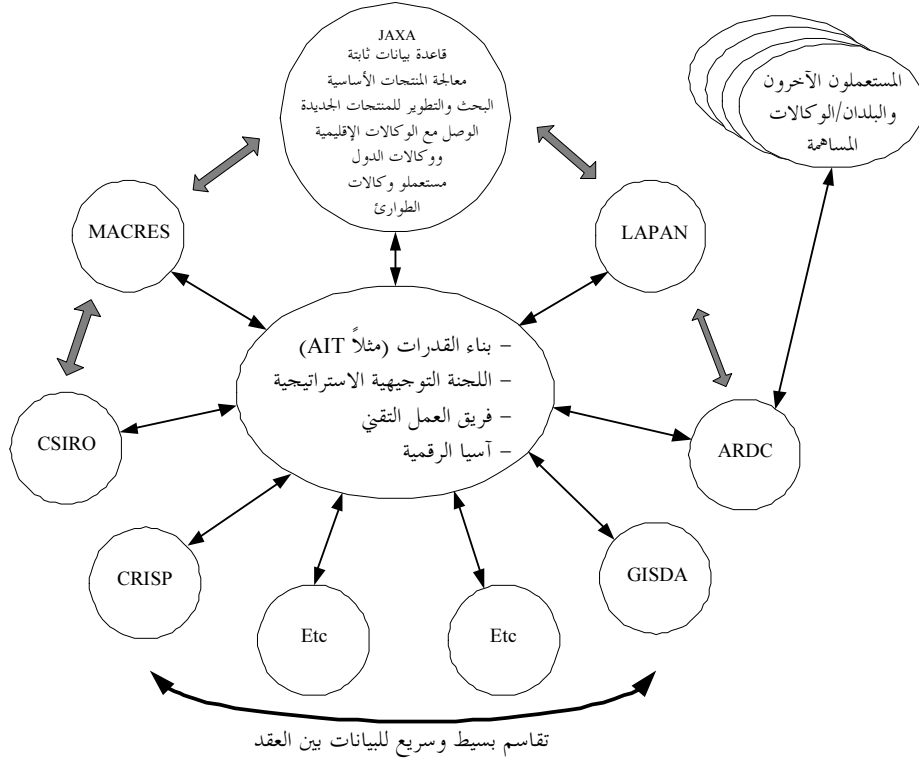 JAXA
قاعدة بيانات ثابتة
معالجة المنتجات الأساسية
البحث والتطوير للمنتجات الجديدة
الوصل مع الوكالات الإقليمية
ووكالات الدول
مستعملو وكالات
الطوارئ
المستعملون الآخرون
والبلدان/الوكالات
المساهمة
MACRES
LAPAN
– بناء القدرات (مثلاً AIT)
– اللجنة التوجيهية الاستراتيجية
– فريق العمل التقني
– آسيا الرقمية
CSIRO
ARDC
CRISP
GISDA
Etc
Etc
تقاسم بسيط وسريع للبيانات بين العقد